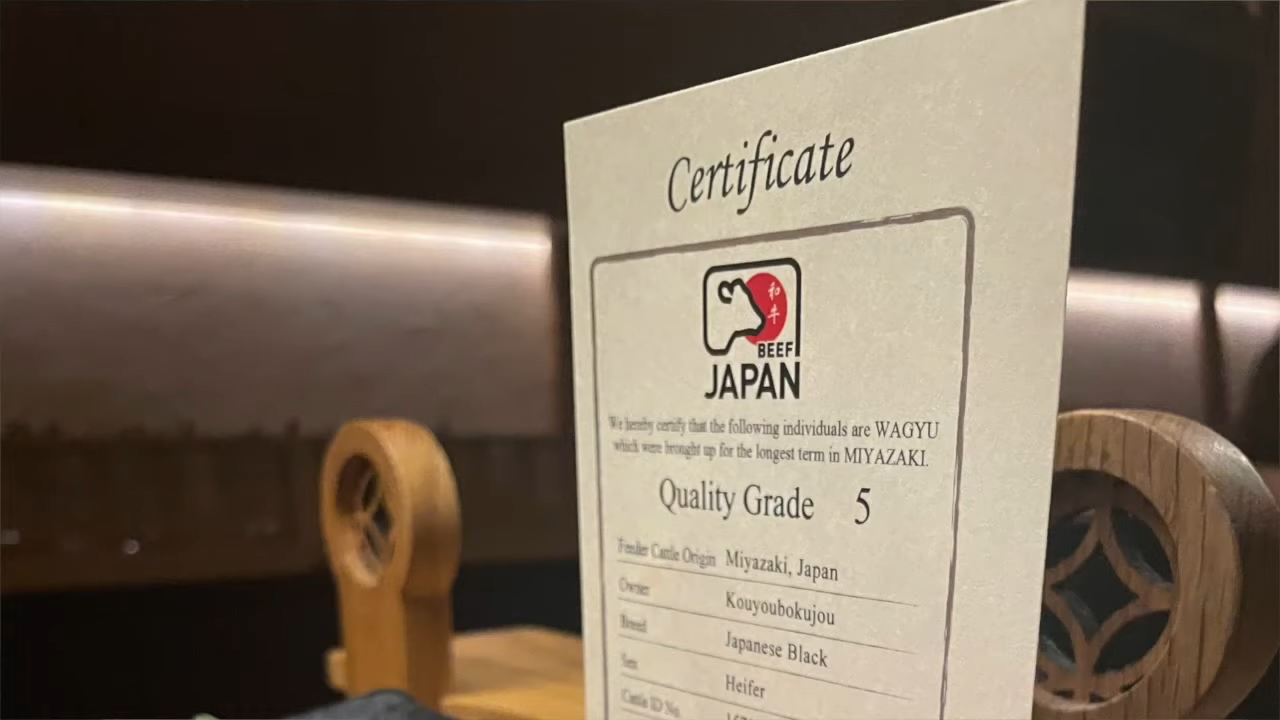 Certificate
和牛
BEEF
JAPAN
We hereby certify that the following individuals are WAGYU
which were brought up for the longest term in MIYAZAKI.
Quality Grade 5
Feeder Cattle Origin Miyazaki, Japan
Owner Kouyoubokujou
Breed Japanese Black
Sex Heifer
Cattle ID No.